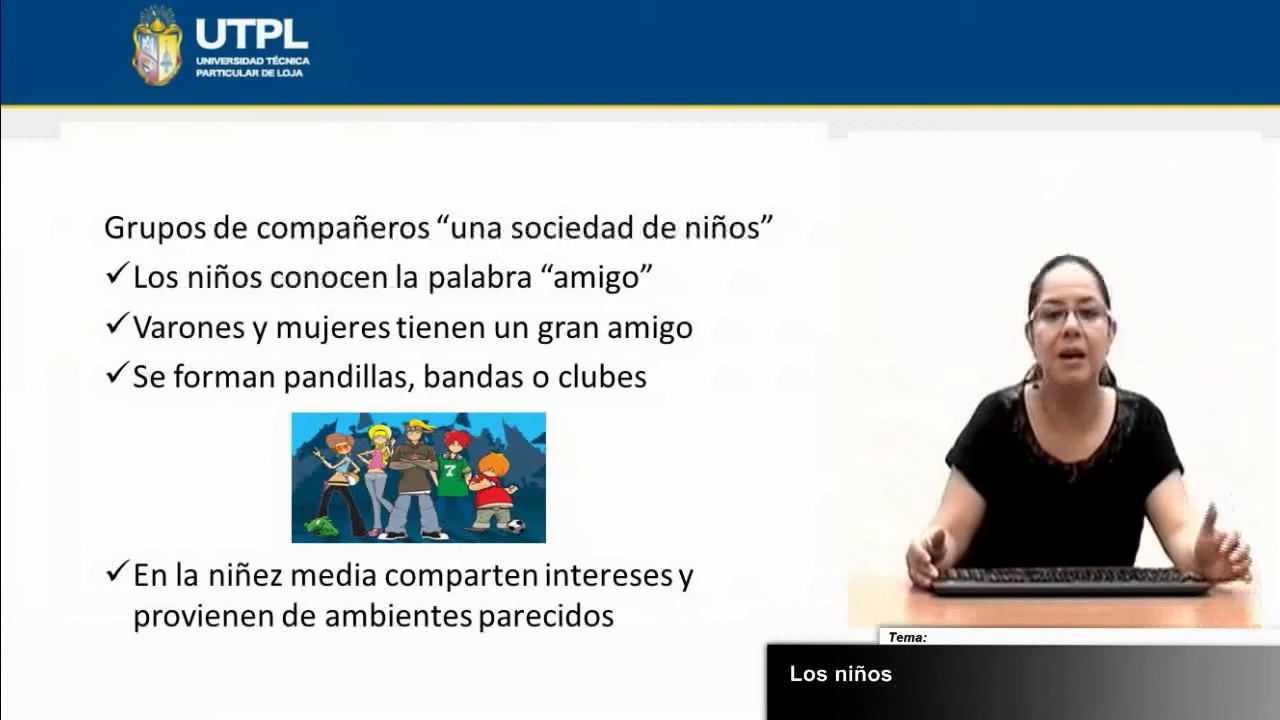 UTPL
UNIVERSIDAD TÉCNICA
PARTICULAR DE LOJA
Grupos de compañeros “una sociedad de niños”
✓Los niños conocen la palabra “amigo”
✓Varones y mujeres tienen un gran amigo
✓Se forman pandillas, bandas o clubes
7
✓En la niñez media comparten intereses y
provienen de ambientes parecidos
Tema:
Los niños